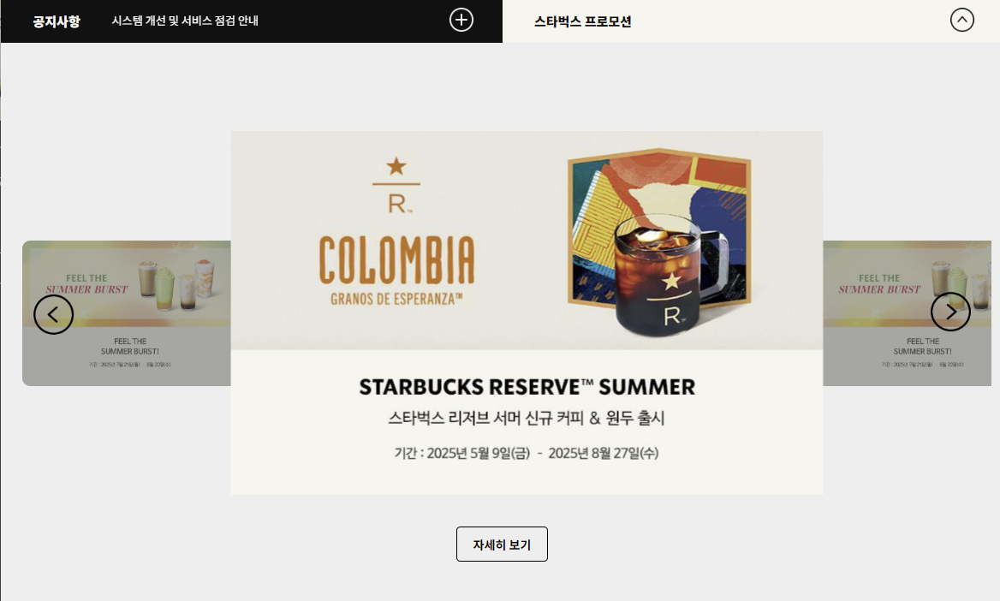 공지사항 시스템 개선 및 서비스 점검 안내
스타벅스 프로모션
R™
COLOMBIA
GRANOS DE ESPERANZA™
R™
STARBUCKS RESERVE™ SUMMER
스타벅스 리저브 서머 신규 커피 & 원두 출시
기간 : 2025년 5월 9일(금) - 2025년 8월 27일(수)
FEEL THE
SUMMER BURST
FEEL THE
SUMMER BURST!
기간 : 2025년 7월 21일(월) - 8월 20일(수)
FEEL THE
SUMMER BURST
FEEL THE
SUMMER BURST!
기간 : 2025년 7월 21일(월) - 8월 20일(수)
자세히 보기